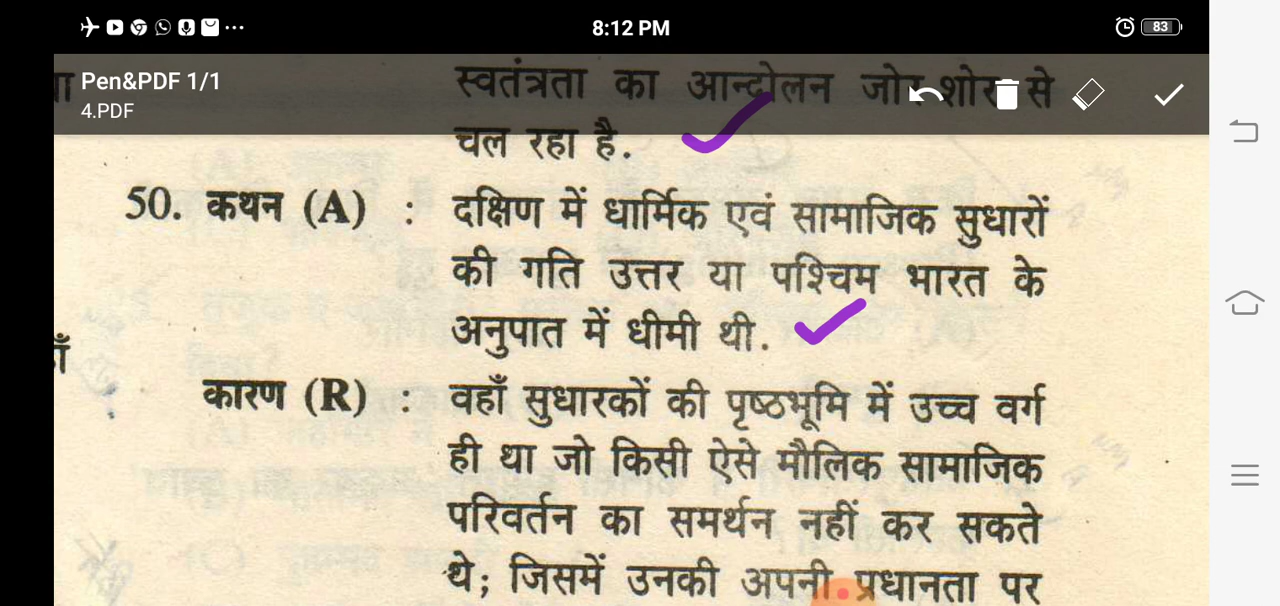 8:12 PM
83
Pen&PDF 1/1
4.PDF
स्वतंत्रता का आन्दोलन जोर-शोर से
चल रहा है.
50. कथन (A) : दक्षिण में धार्मिक एवं सामाजिक सुधारों
की गति उत्तर या पश्चिम भारत के
अनुपात में धीमी थी.
कारण (R) : वहाँ सुधारकों की पृष्ठभूमि में उच्च वर्ग
ही था जो किसी ऐसे मौलिक सामाजिक
परिवर्तन का समर्थन नहीं कर सकते
थे; जिसमें उनकी अपनी प्रधानता पर